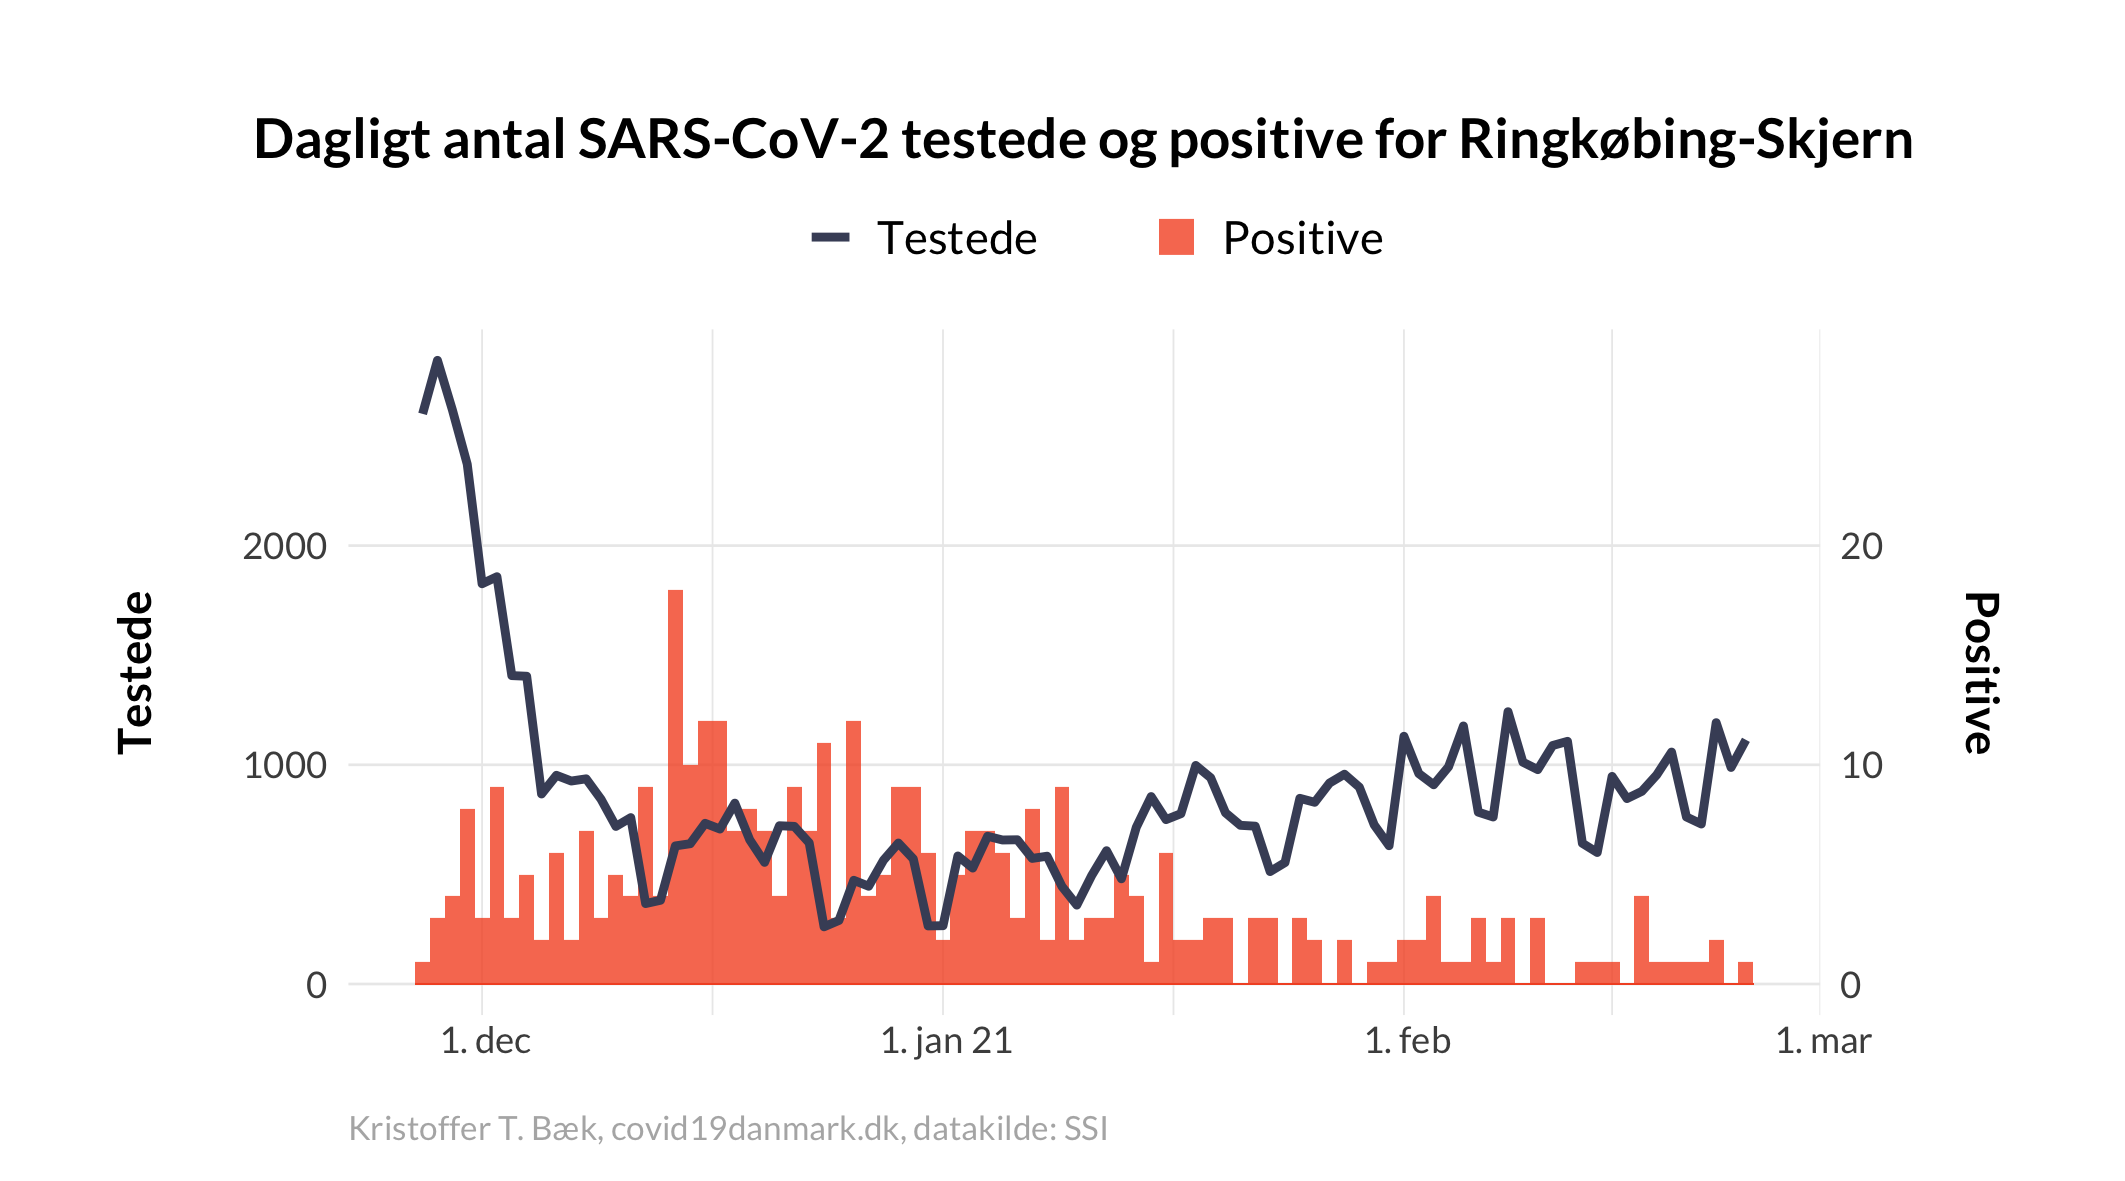 Dagligt antal SARS-CoV-2 testede og positive for Ringkøbing-Skjern
Testede
Positive
Testede
2000
1000
0
20
10
0
Positive
1. dec
1. jan 21
1. feb
1. mar
Kristoffer T. Bæk, covid19danmark.dk, datakilde: SSI